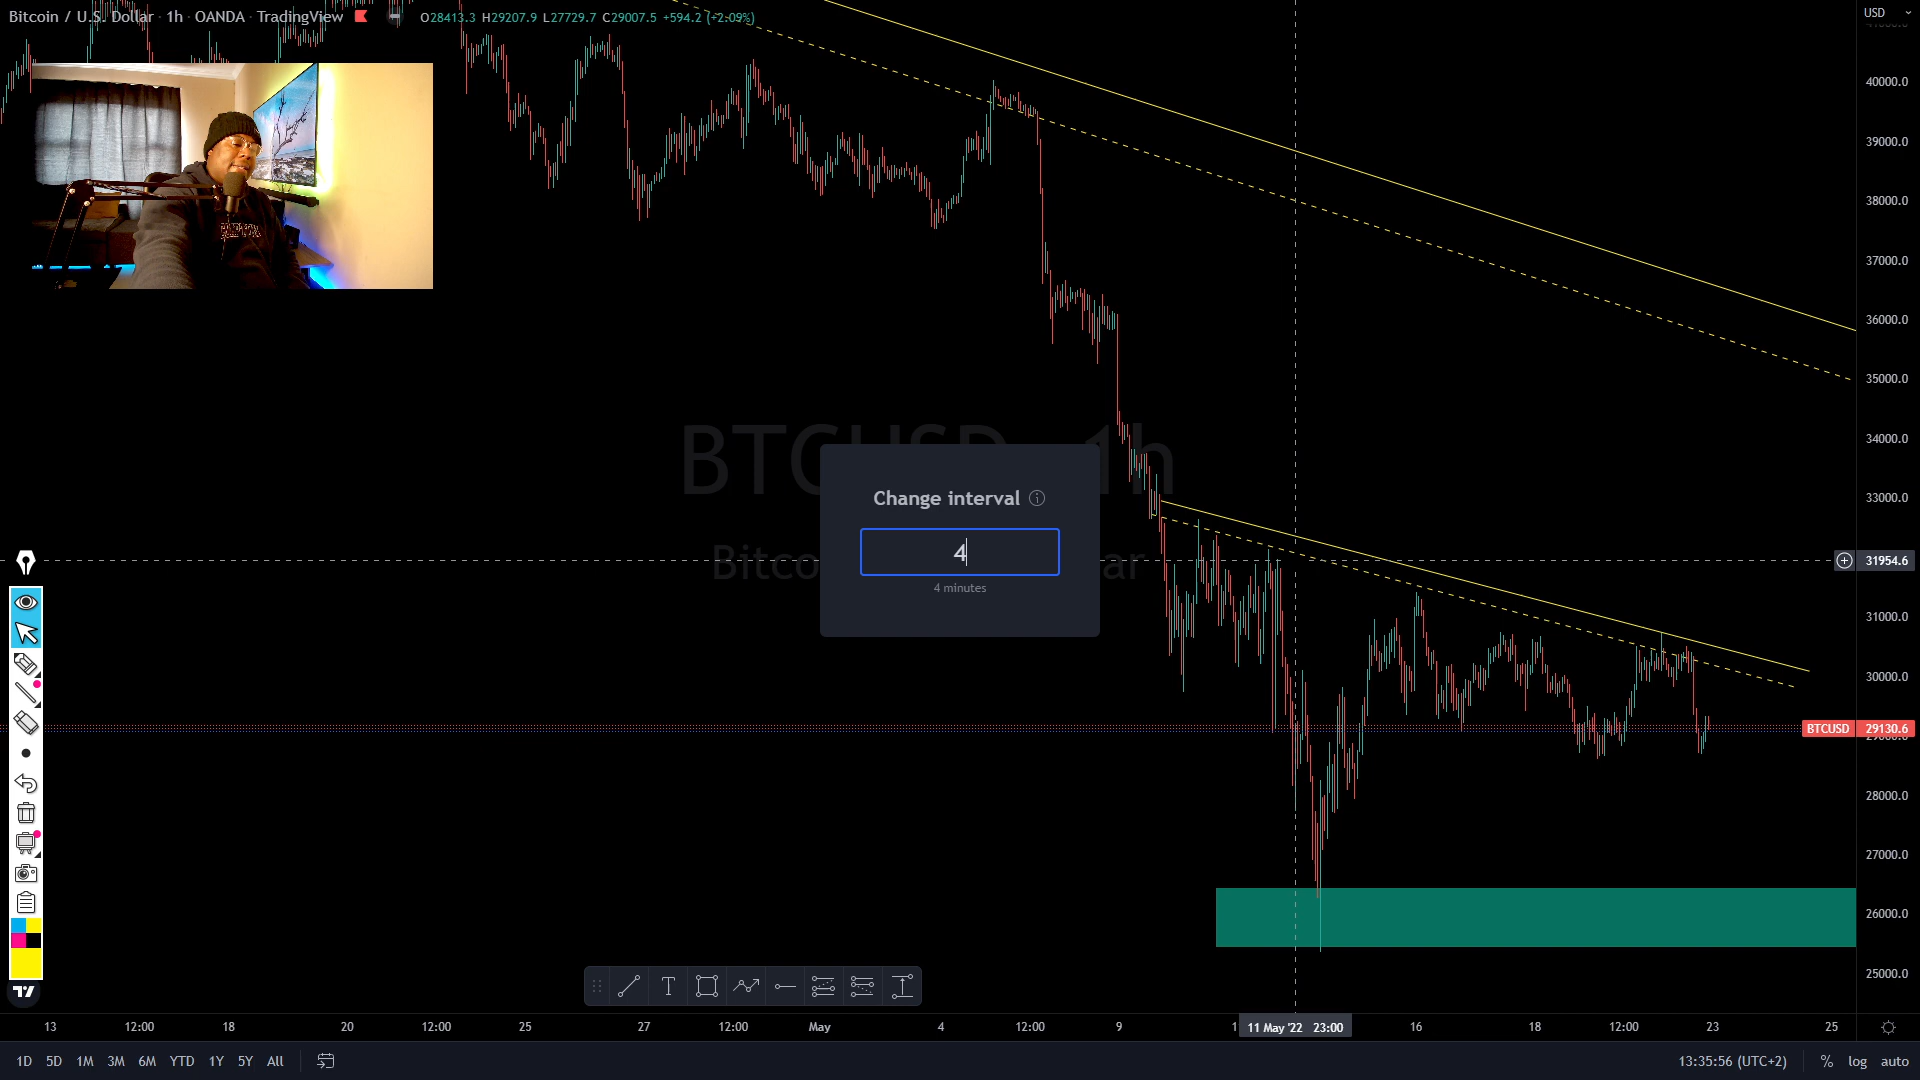 Bitcoin / U.S. Dollar · 1h · OANDA · TradingView
O28413.3 H29207.9 L27729.7 C29007.5 +594.2 (+2.09%)
USD
40000.0
39000.0
38000.0
37000.0
36000.0
35000.0
34000.0
33000.0
31954.6
31000.0
30000.0
BTCUSD 29130.6
28000.0
27000.0
26000.0
25000.0
Change interval
4
4 minutes
13 12:00 18 20 12:00 25 27 12:00 May 4 12:00 9 11 May '22 23:00 16 18 12:00 23 25
1D 5D 1M 3M 6M YTD 1Y 5Y All
13:35:56 (UTC+2) % log auto